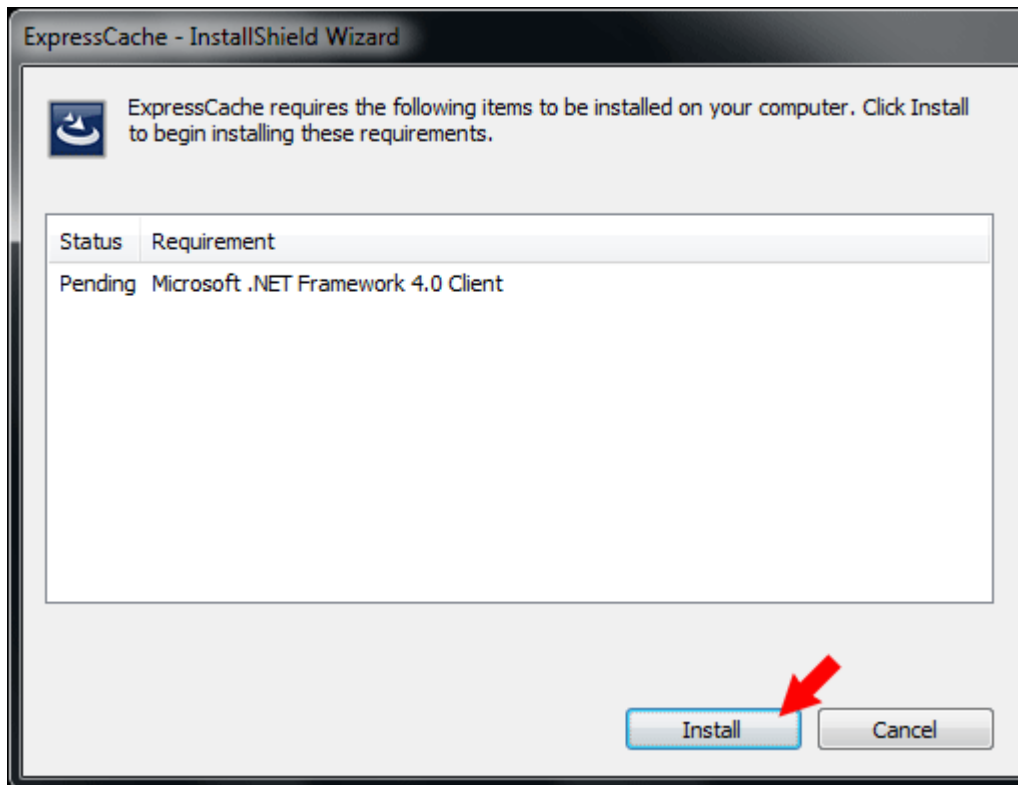 ExpressCache - InstallShield Wizard
ExpressCache requires the following items to be installed on your computer. Click Install
to begin installing these requirements.
Status Requirement
Pending Microsoft .NET Framework 4.0 Client
Install Cancel